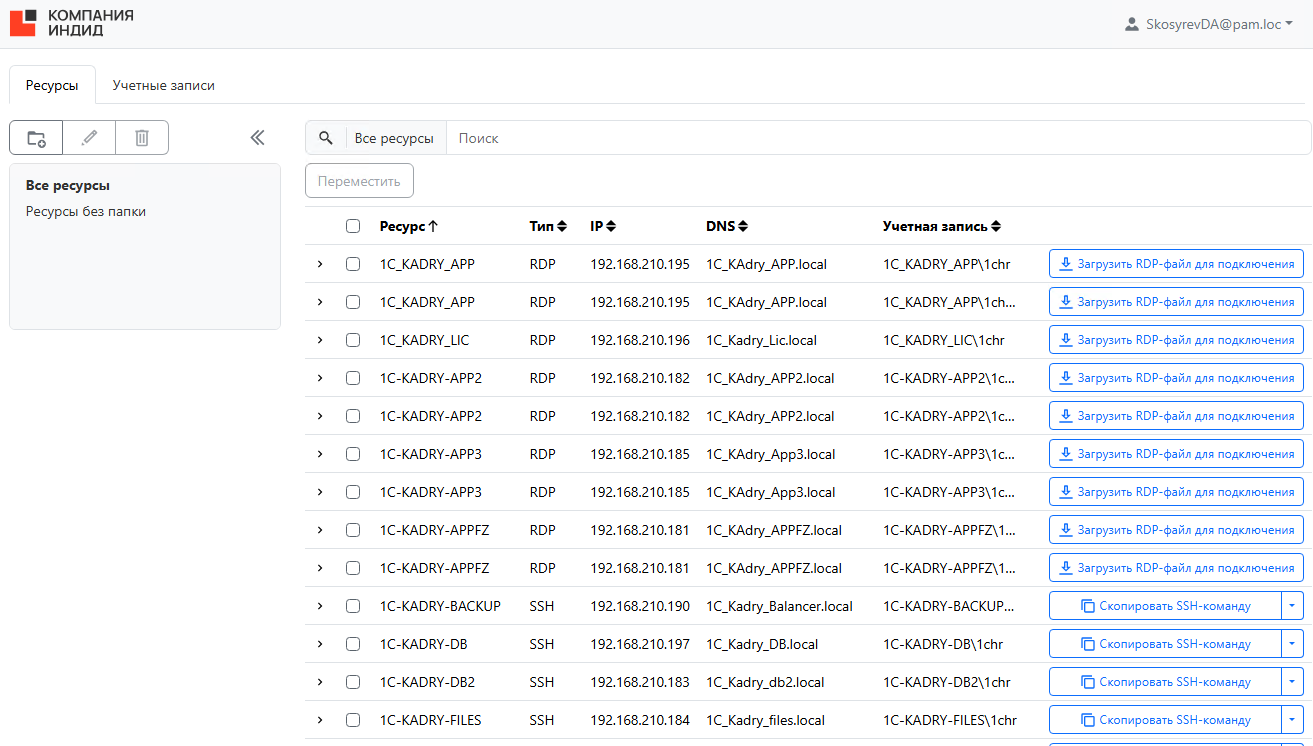 КОМПАНИЯ
ИНДИД
SkosyrevDA@pam.loc
Ресурсы Учетные записи
Все ресурсы Поиск
Переместить
Все ресурсы
Ресурсы без папки
Ресурс Тип IP DNS Учетная запись
1C_KADRY_APP RDP 192.168.210.195 1C_KAdry_APP.local 1C_KADRY_APP\1chr Загрузить RDP-файл для подключения
1C_KADRY_APP RDP 192.168.210.195 1C_KAdry_APP.local 1C_KADRY_APP\1ch... Загрузить RDP-файл для подключения
1C_KADRY_LIC RDP 192.168.210.196 1C_Kadry_Lic.local 1C_KADRY_LIC\1chr Загрузить RDP-файл для подключения
1C-KADRY-APP2 RDP 192.168.210.182 1C_KAdry_APP2.local 1C-KADRY-APP2\1c... Загрузить RDP-файл для подключения
1C-KADRY-APP2 RDP 192.168.210.182 1C_KAdry_APP2.local 1C-KADRY-APP2\1c... Загрузить RDP-файл для подключения
1C-KADRY-APP3 RDP 192.168.210.185 1C_KAdry_App3.local 1C-KADRY-APP3\1c... Загрузить RDP-файл для подключения
1C-KADRY-APP3 RDP 192.168.210.185 1C_KAdry_App3.local 1C-KADRY-APP3\1c... Загрузить RDP-файл для подключения
1C-KADRY-APPFZ RDP 192.168.210.181 1C_KAdry_APPFZ.local 1C-KADRY-APPFZ\1... Загрузить RDP-файл для подключения
1C-KADRY-APPFZ RDP 192.168.210.181 1C_KAdry_APPFZ.local 1C-KADRY-APPFZ\1... Загрузить RDP-файл для подключения
1C-KADRY-BACKUP SSH 192.168.210.190 1C_Kadry_Balancer.local 1C-KADRY-BACKUP... Скопировать SSH-команду
1C-KADRY-DB SSH 192.168.210.197 1C_Kadry_DB.local 1C-KADRY-DB\1chr Скопировать SSH-команду
1C-KADRY-DB2 SSH 192.168.210.183 1C_Kadry_db2.local 1C-KADRY-DB2\1chr Скопировать SSH-команду
1C-KADRY-FILES SSH 192.168.210.184 1C_Kadry_files.local 1C-KADRY-FILES\1chr Скопировать SSH-команду